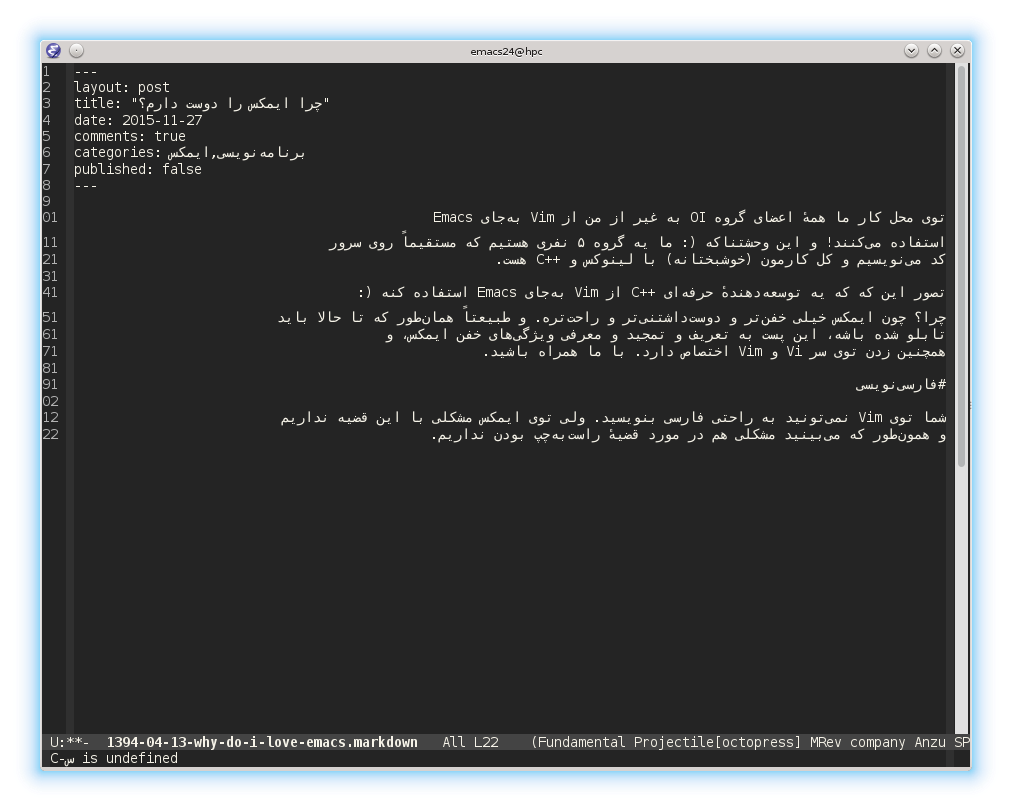 emacs24@hpc
1 ---
2 layout: post
3 title: "چرا ایمکس را دوست دارم؟"
4 date: 2015-11-27
5 comments: true
6 categories: برنامه‌نویسی,ایمکس
7 published: false
8 ---
9
01 توی محل کار ما همهٔ اعضای گروه OI به غیر از من از Vim به‌جای Emacs
11 استفاده می‌کنند! و این وحشتناکه (: ما یه گروه ۵ نفری هستیم که مستقیماً روی سرور
21 کد می‌نویسیم و کل کارمون (خوشبختانه) با لینوکس و C++ هست.
31
41 تصور این که که یه توسعه‌دهندهٔ حرفه‌ای C++ از Vim به‌جای Emacs استفاده کنه (:
51 چرا؟ چون ایمکس خیلی خفن‌تر و دوست‌داشتنی‌تر و راحت‌تره. و طبیعتاً همان‌طور که تا حالا باید
61 تابلو شده باشه، این پست به تعریف و تمجید و معرفی ویژگی‌های خفن ایمکس، و
71 همچنین زدن توی سر Vi و Vim اختصاص دارد. با ما همراه باشید.
81
91 #فارسی‌نویسی
02
12 شما توی Vim نمی‌تونید به راحتی فارسی بنویسید. ولی توی ایمکس مشکلی با این قضیه نداریم
22 و همون‌طور که می‌بینید مشکلی هم در مورد قضیهٔ راست‌به‌چپ بودن نداریم.
U:**- 1394-04-13-why-do-i-love-emacs.markdown All L22 (Fundamental Projectile[octopress] MRev company Anzu SP
C-س is undefined